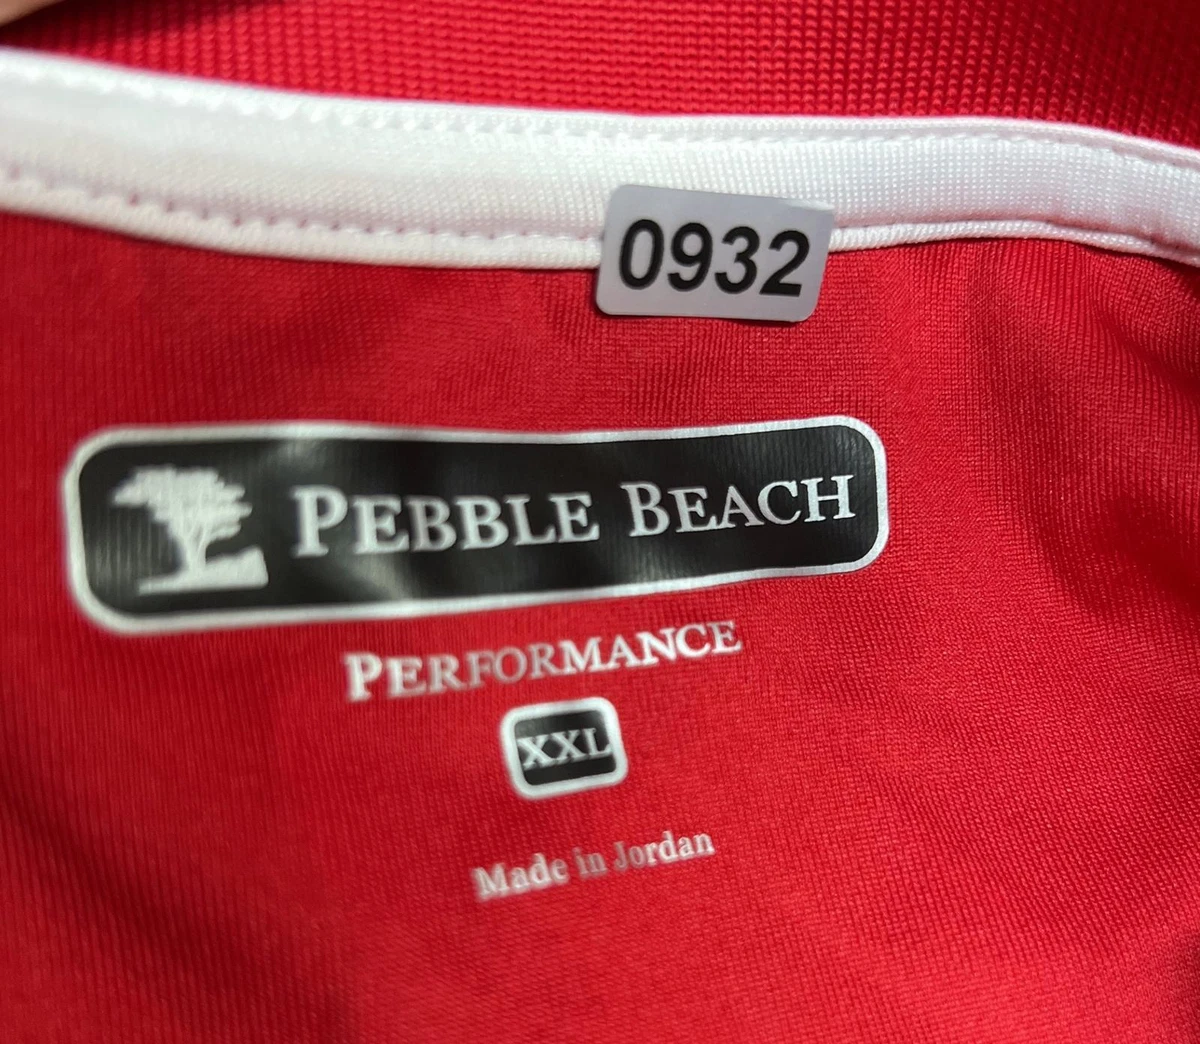 0932
PEBBLE BEACH
PERFORMANCE
XXL
Made in Jordan